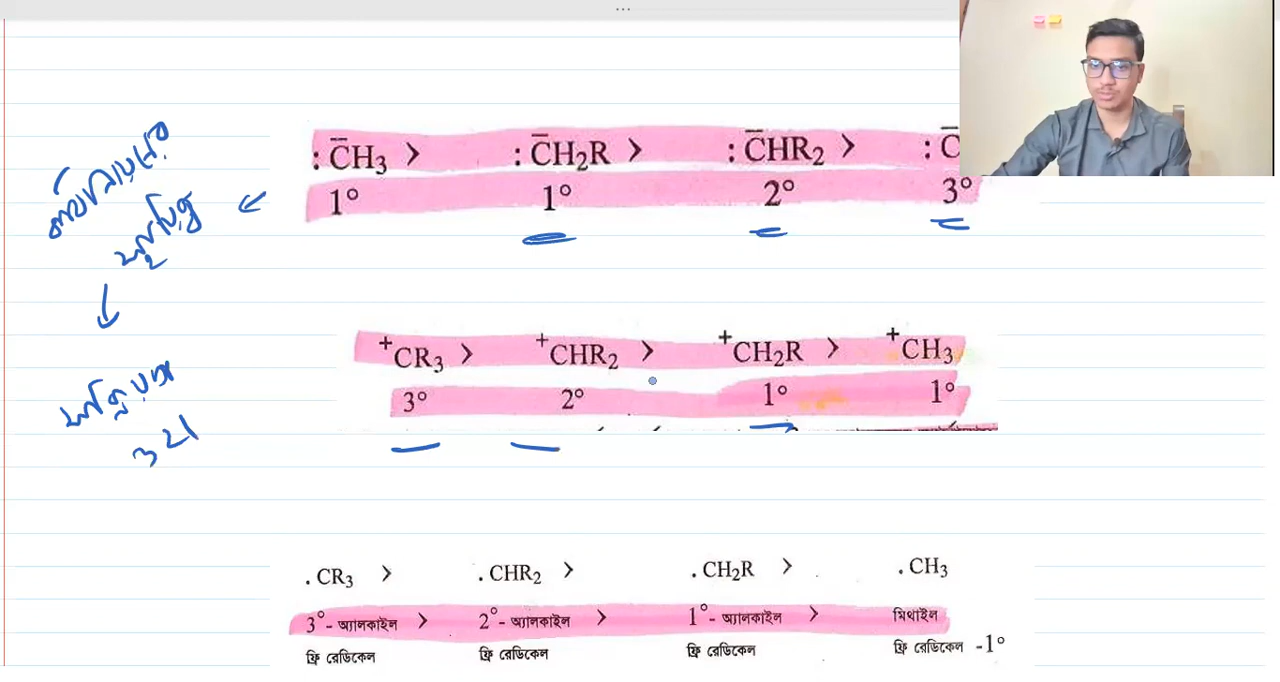 :C̄H₃ > :C̄H₂R > :C̄HR₂ > :C̄
1° 1° 2° 3°
⁺CR₃ > ⁺CHR₂ > ⁺CH₂R > ⁺CH₃
3° 2° 1° 1°
321
.CR₃ > .CHR₂ > .CH₂R > .CH₃
3°- অ্যালকাইল > 2°- অ্যালকাইল > 1°- অ্যালকাইল > মিথাইল
ফ্রি রেডিকেল ফ্রি রেডিকেল ফ্রি রেডিকেল ফ্রি রেডিকেল -1°